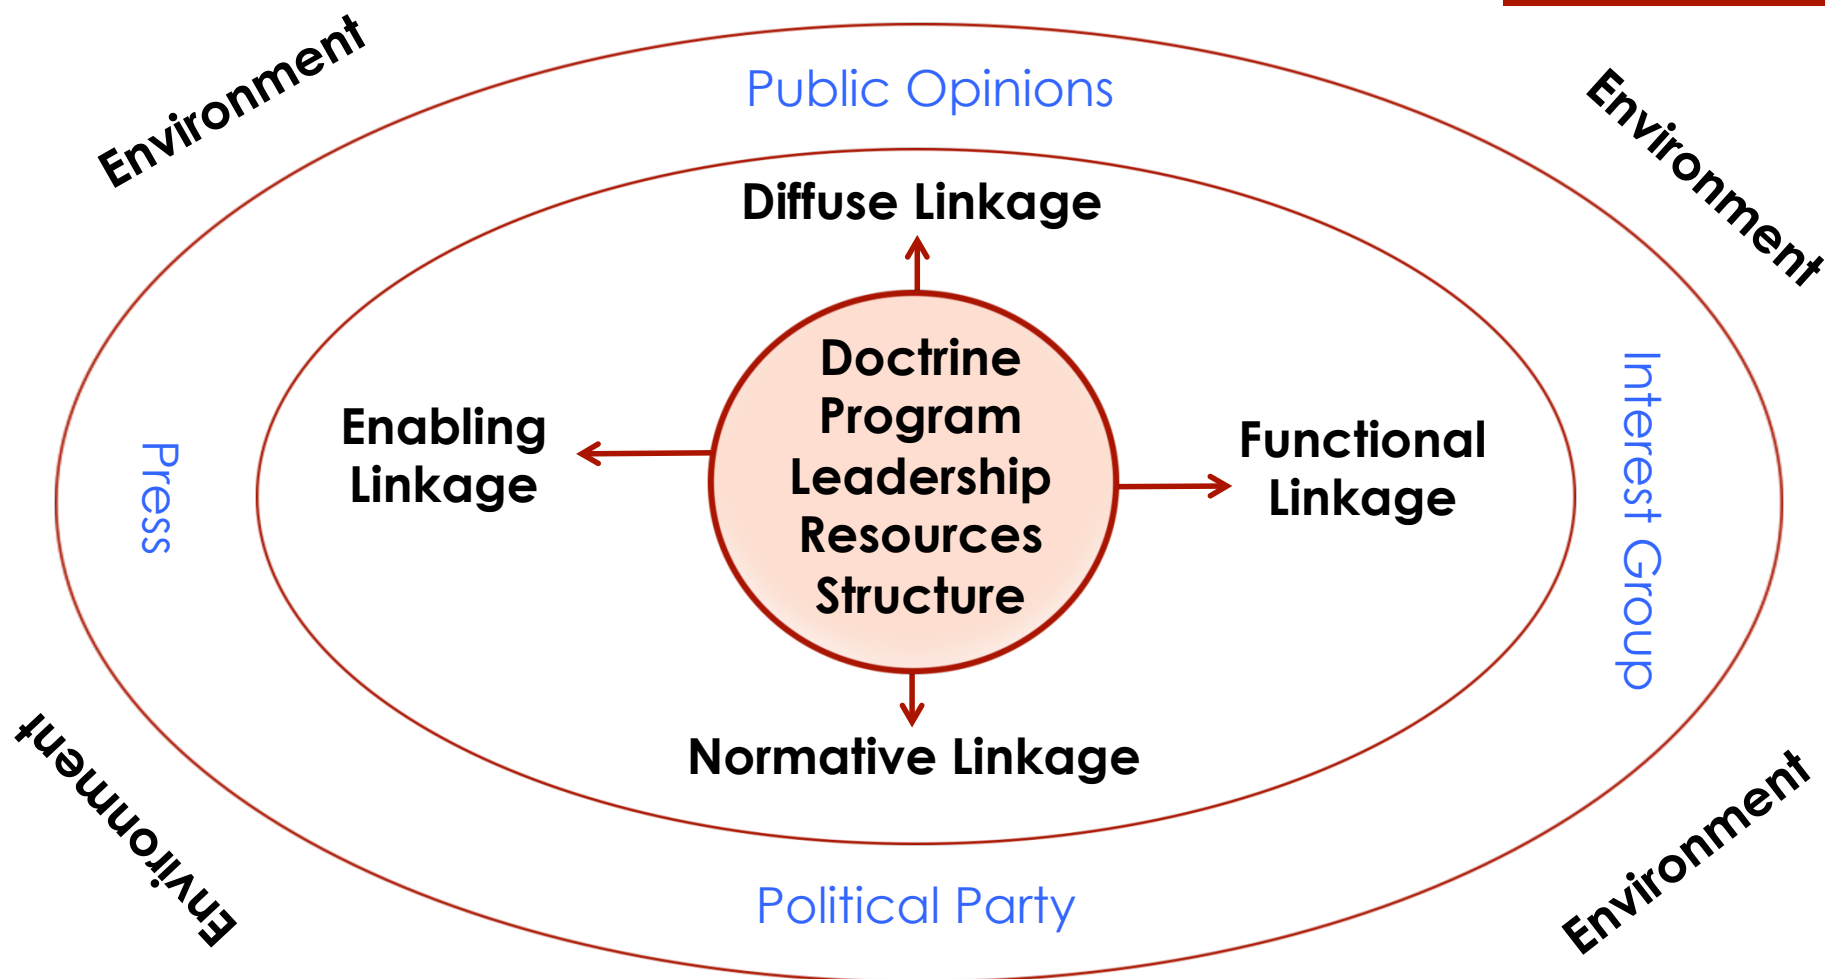 Environment
Environment
Public Opinions
Diffuse Linkage
Doctrine
Program
Leadership
Resources
Structure
Enabling
Linkage
Functional
Linkage
Press
Interest Group
Normative Linkage
Political Party
Environment
Environment